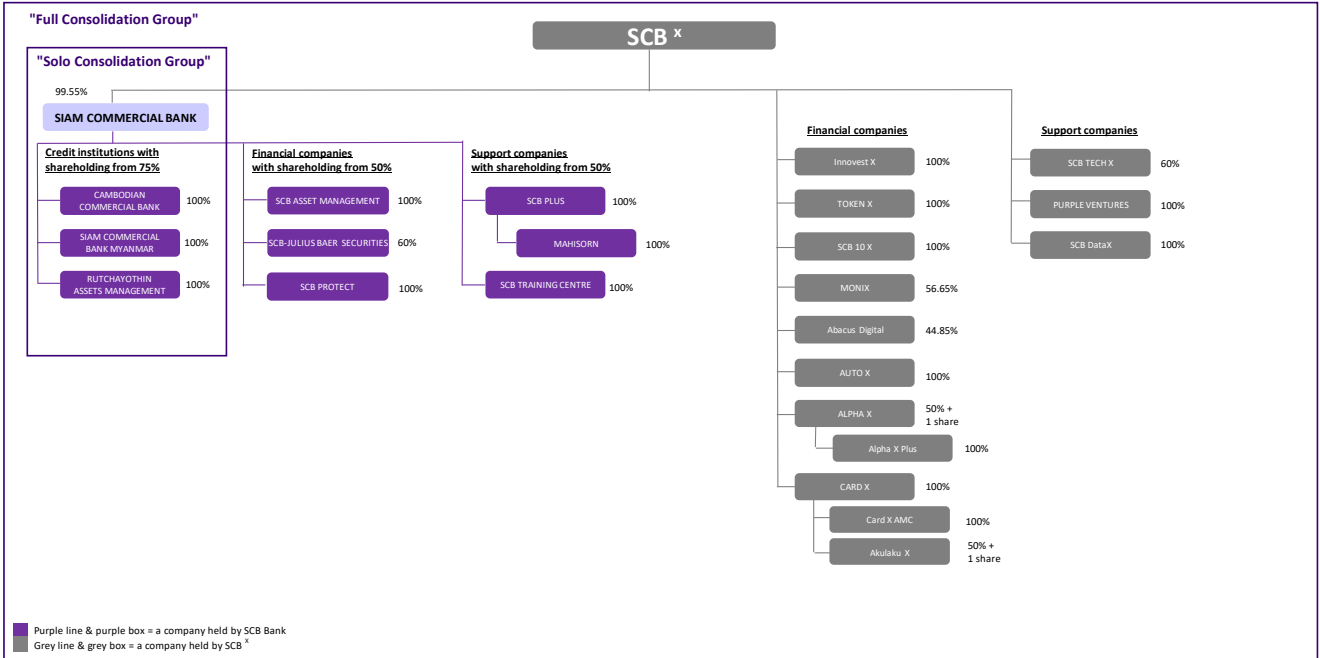 "Full Consolidation Group"
SCB X
"Solo Consolidation Group"
99.55%
SIAM COMMERCIAL BANK
Credit institutions with
shareholding from 75%
CAMBODIAN
COMMERCIAL BANK
100%
SIAM COMMERCIAL
BANK MYANMAR
100%
RUTCHAYOTHIN
ASSETS MANAGEMENT
100%
Financial companies
with shareholding from 50%
SCB ASSET MANAGEMENT
100%
SCB-JULIUS BAER SECURITIES
60%
SCB PROTECT
100%
Support companies
with shareholding from 50%
SCB PLUS
100%
MAHISORN
100%
SCB TRAINING CENTRE
100%
Financial companies
Innovest X
100%
TOKEN X
100%
SCB 10 X
100%
MONIX
56.65%
Abacus Digital
44.85%
AUTO X
100%
ALPHA X
50% +
1 share
Alpha X Plus
100%
CARD X
100%
Card X AMC
100%
Akulaku X
50% +
1 share
Support companies
SCB TECH X
60%
PURPLE VENTURES
100%
SCB DataX
100%
Purple line & purple box = a company held by SCB Bank
Grey line & grey box = a company held by SCB X